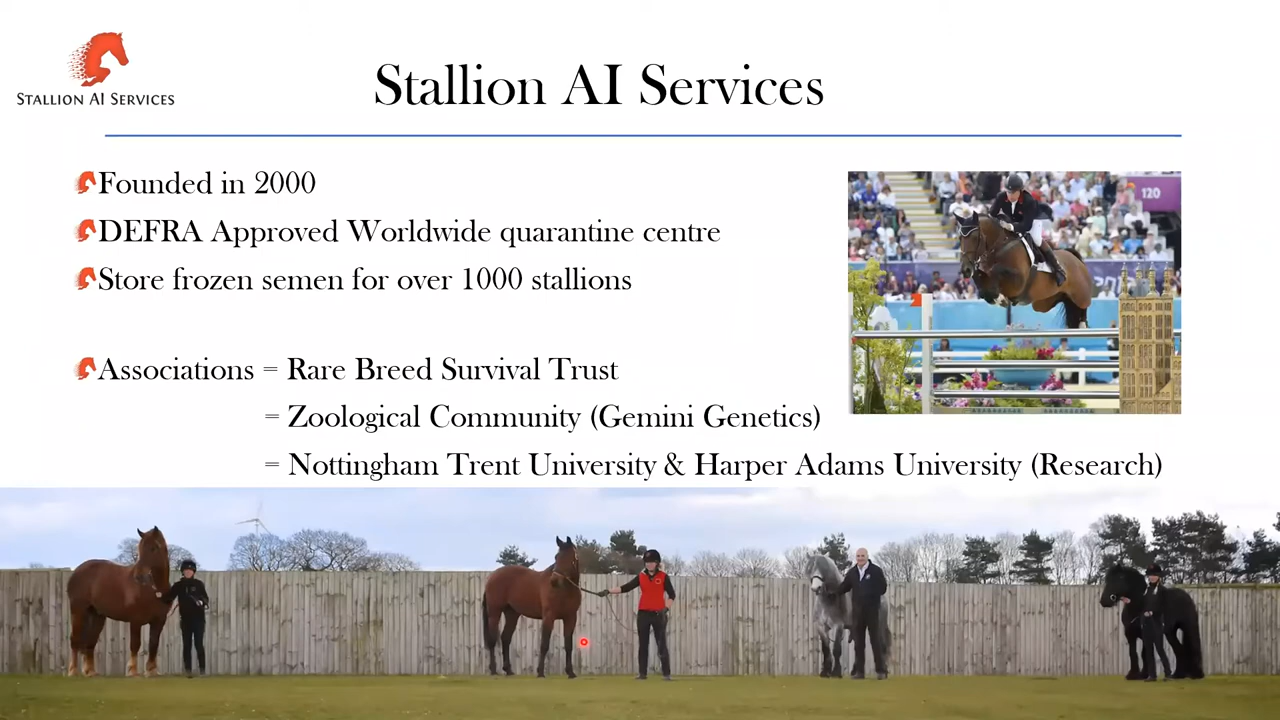 STALLION AI SERVICES
Stallion AI Services
Founded in 2000
DEFRA Approved Worldwide quarantine centre
Store frozen semen for over 1000 stallions
120
Associations = Rare Breed Survival Trust
= Zoological Community (Gemini Genetics)
= Nottingham Trent University & Harper Adams University (Research)